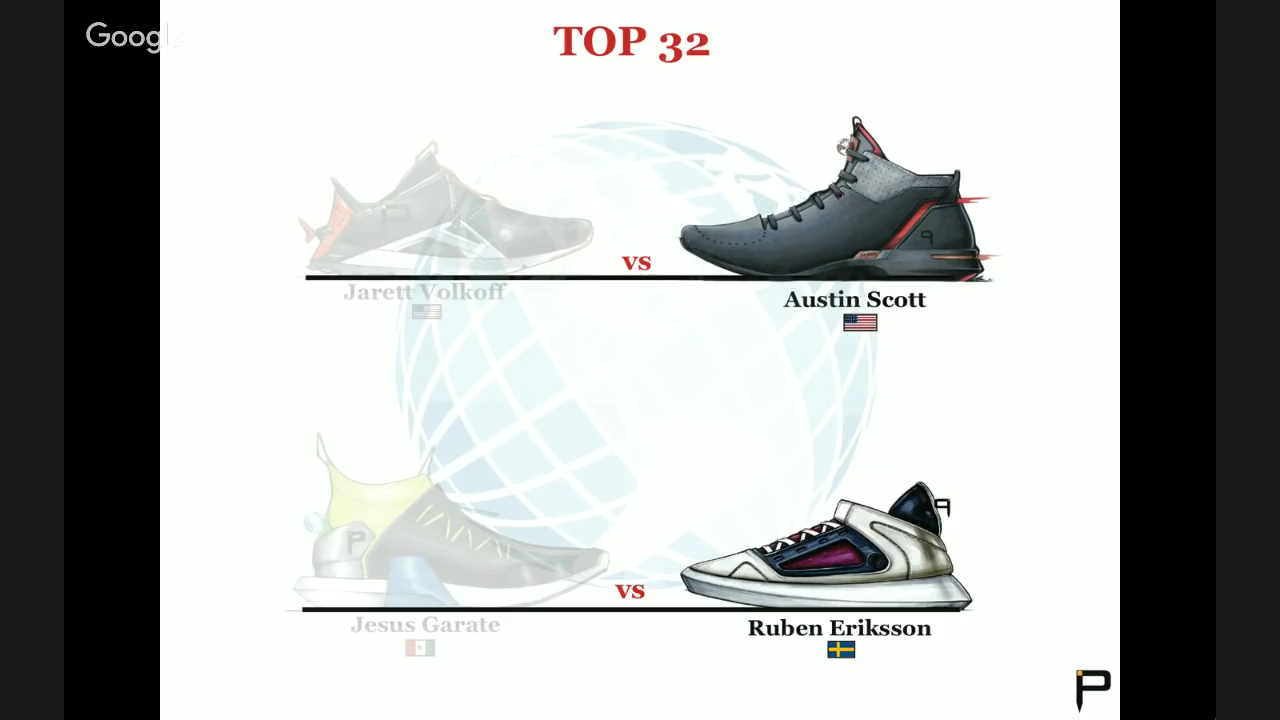 Google
TOP 32
vs
Jarett Volkoff
Austin Scott
vs
Jesus Garate
Ruben Eriksson
P